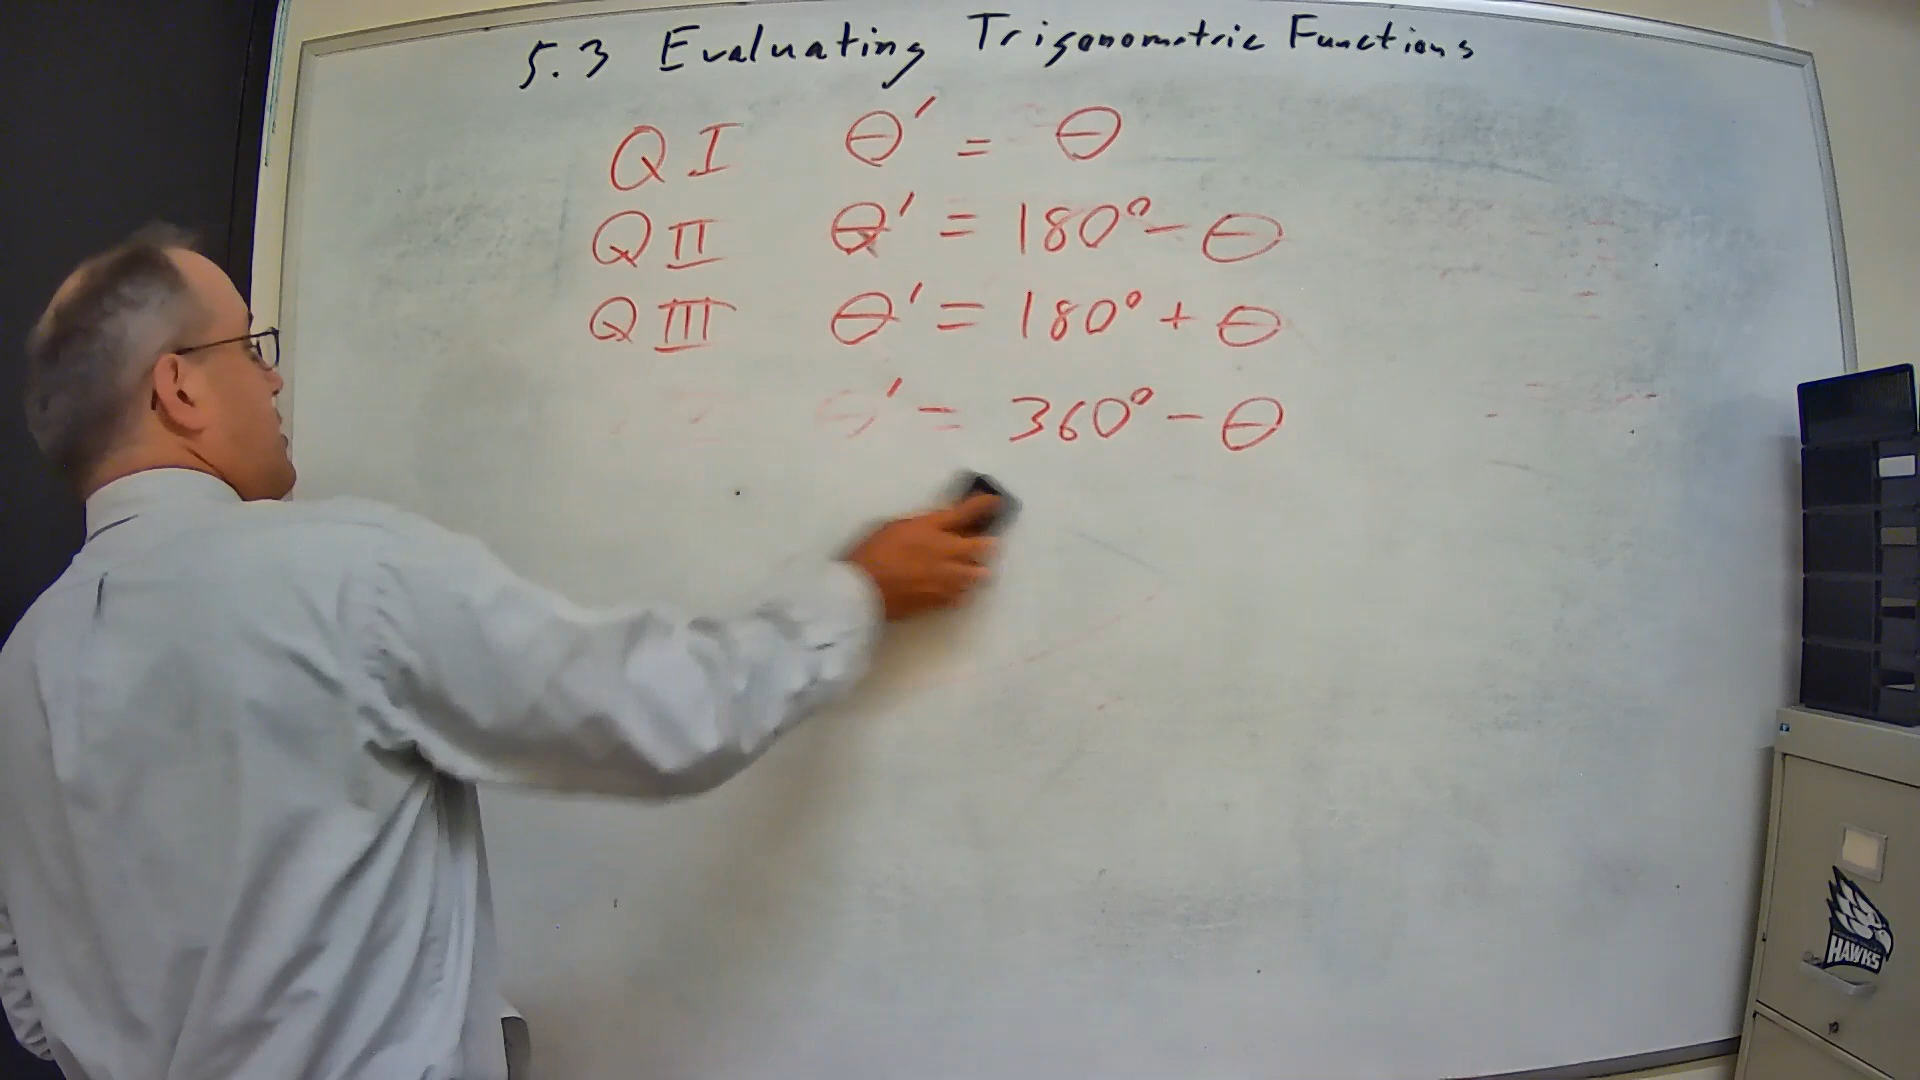 5.3 Evaluating Trigonometric Functions
Q I θ′ = θ
Q II θ′ = 180° − θ
Q III θ′ = 180° + θ
θ′ = 360° − θ
HAWKS